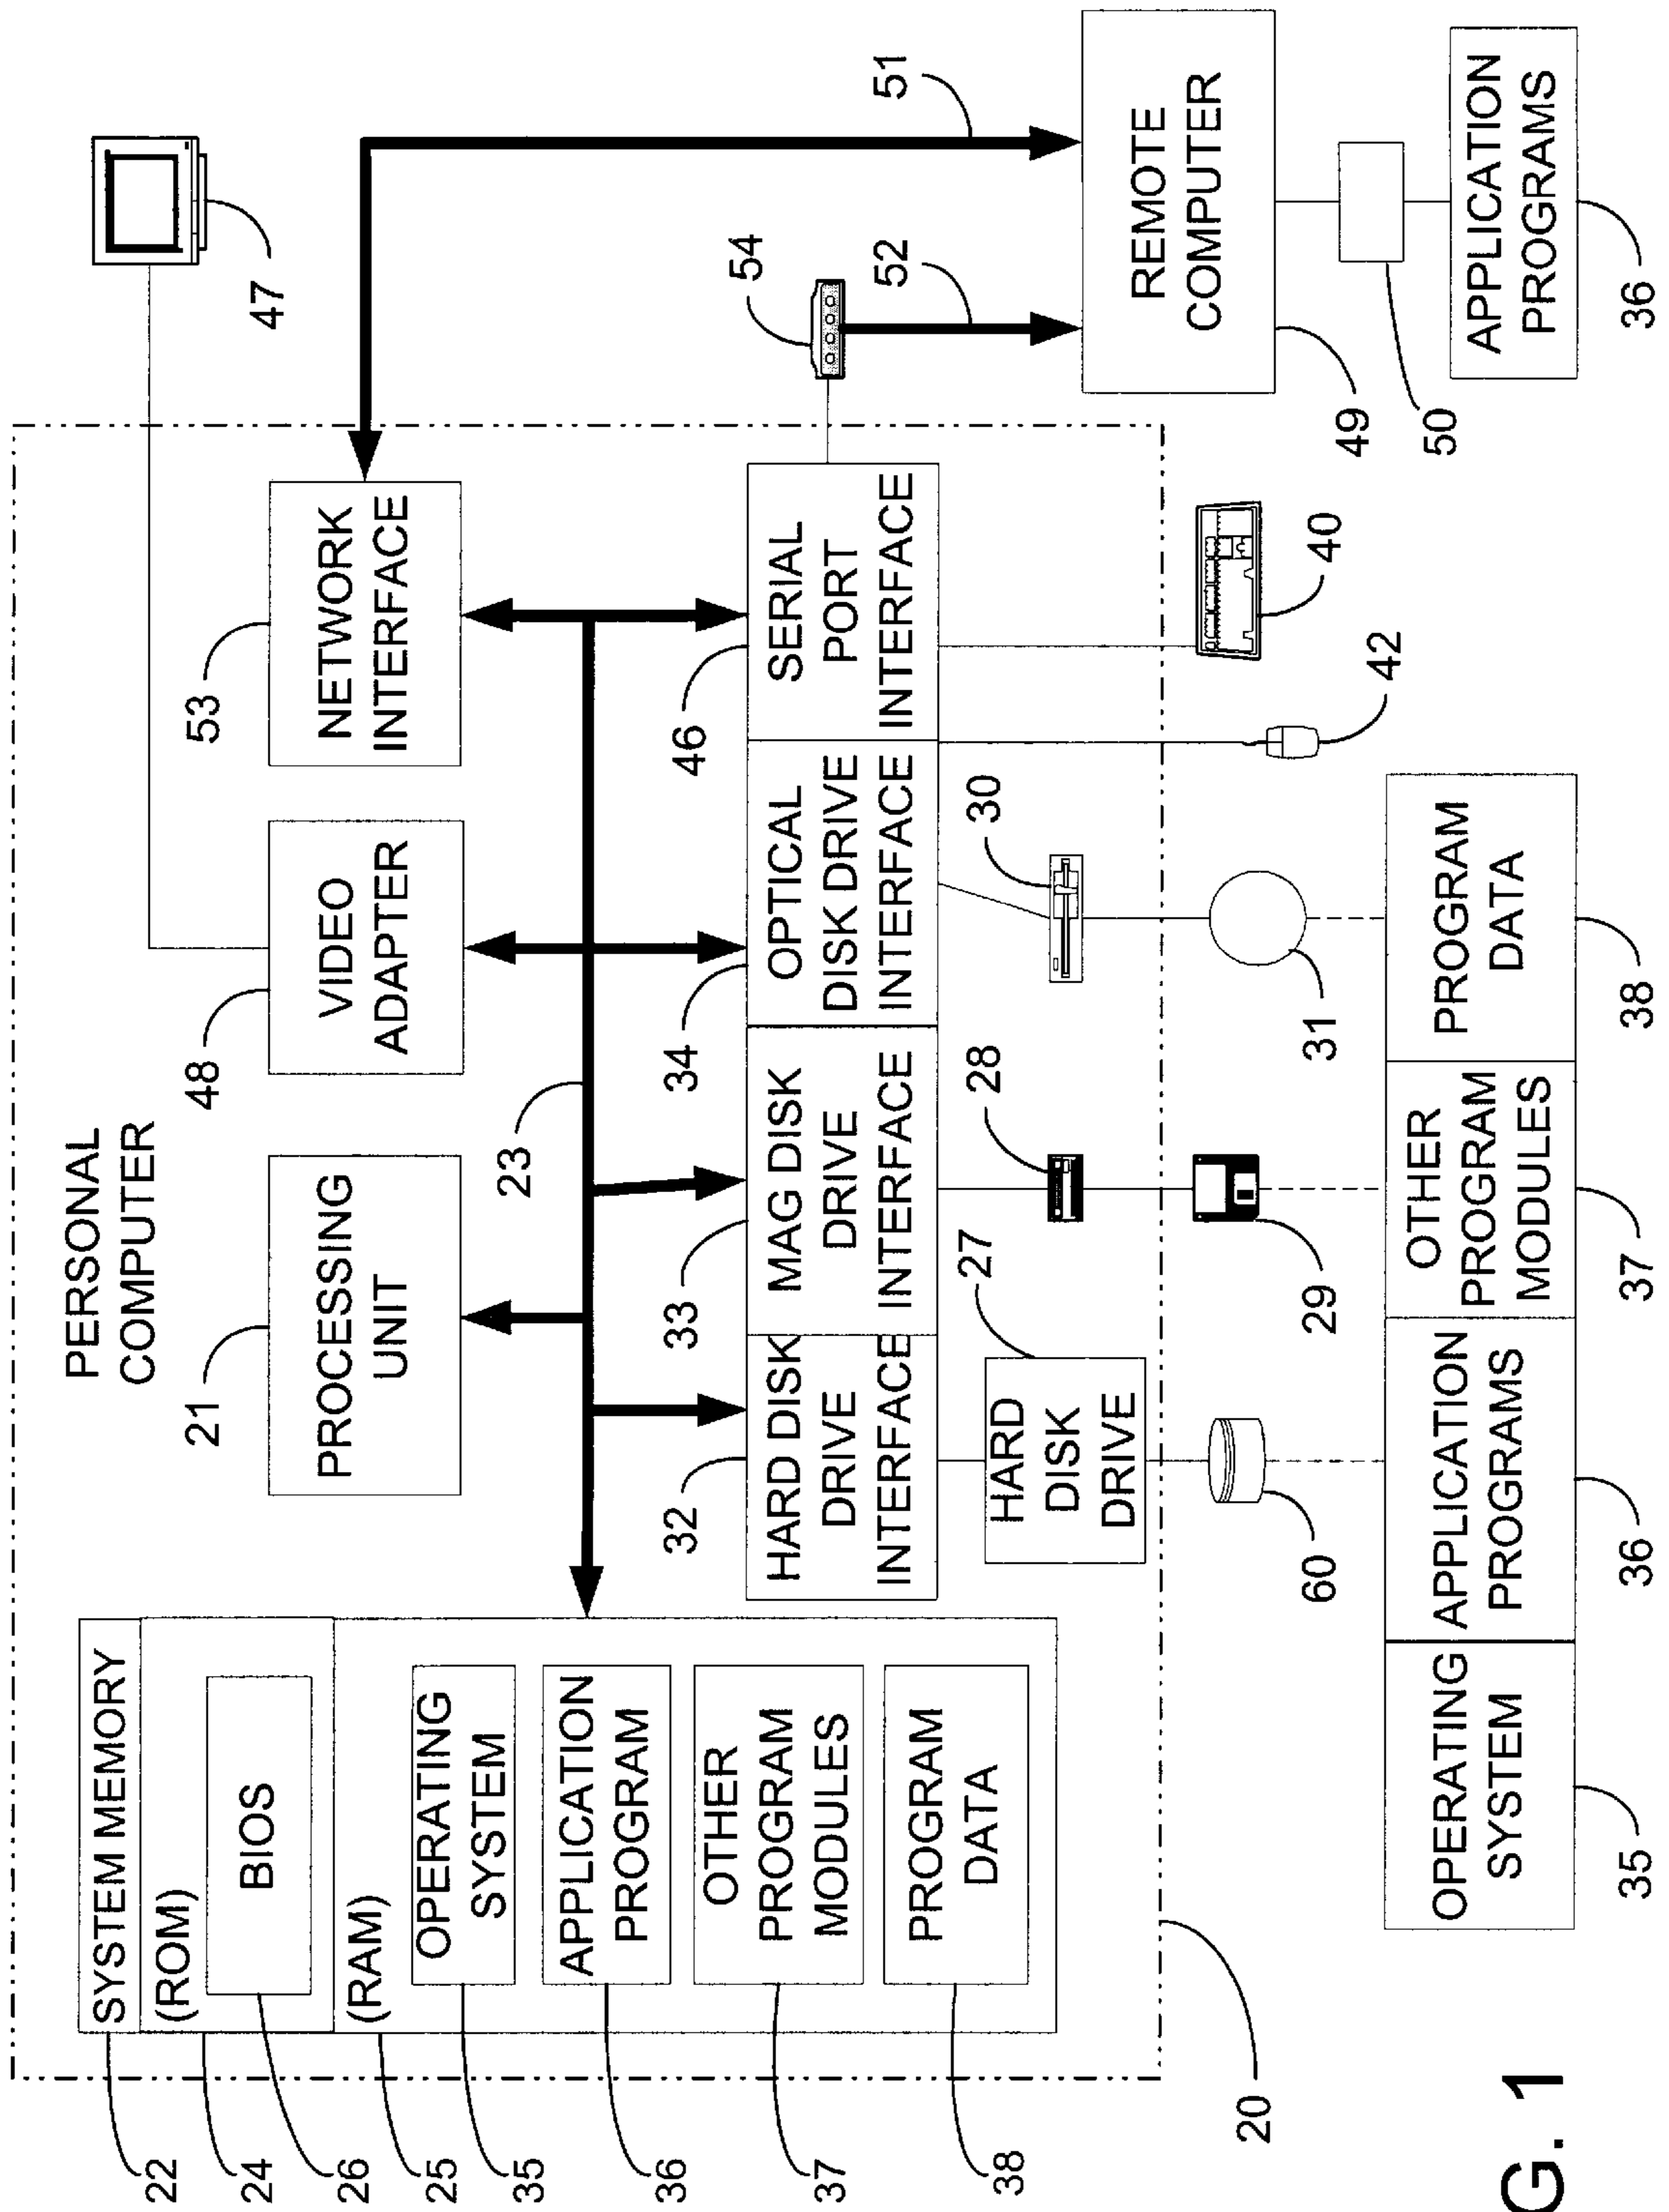 PERSONAL
COMPUTER
22
SYSTEM MEMORY
24
(ROM)
26
BIOS
25
(RAM)
35
OPERATING
SYSTEM
36
APPLICATION
PROGRAM
37
OTHER
PROGRAM
MODULES
38
PROGRAM
DATA
21
PROCESSING
UNIT
48
VIDEO
ADAPTER
53
NETWORK
INTERFACE
47
23
32
HARD DISK
DRIVE
INTERFACE
33
MAG DISK
DRIVE
INTERFACE
34
OPTICAL
DISK DRIVE
INTERFACE
46
SERIAL
PORT
INTERFACE
54
52
51
27
HARD
DISK
DRIVE
28
30
20
60
29
31
42
40
REMOTE
COMPUTER
49
50
APPLICATION
PROGRAMS
36
OPERATING
SYSTEM
35
APPLICATION
PROGRAMS
36
OTHER
PROGRAM
MODULES
37
PROGRAM
DATA
38
G. 1